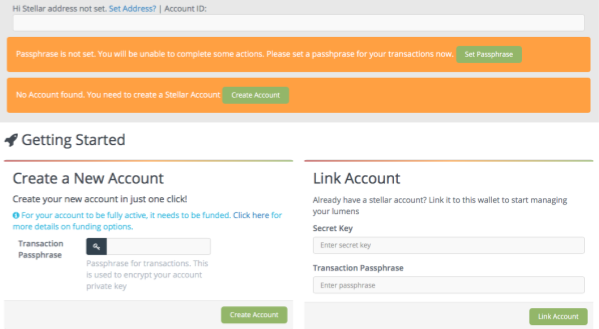 Hi Stellar address not set. Set Address? | Account ID:
Passphrase is not set. You will be unable to complete some actions. Please set a pashprase for your transactions now. Set Passphrase
No Account found. You need to create a Stellar Account Create Account
Getting Started
Create a New Account
Create your new account in just one click!
For your account to be fully active, it needs to be funded. Click here for
more details on funding options.
Transaction
Passphrase
Passphrase for transactions. This
is used to encrypt your account
private key
Create Account
Link Account
Already have a stellar account? Link it to this wallet to start managing
your lumens
Secret Key
Enter secret key
Transaction Passphrase
Enter passphrase
Link Account